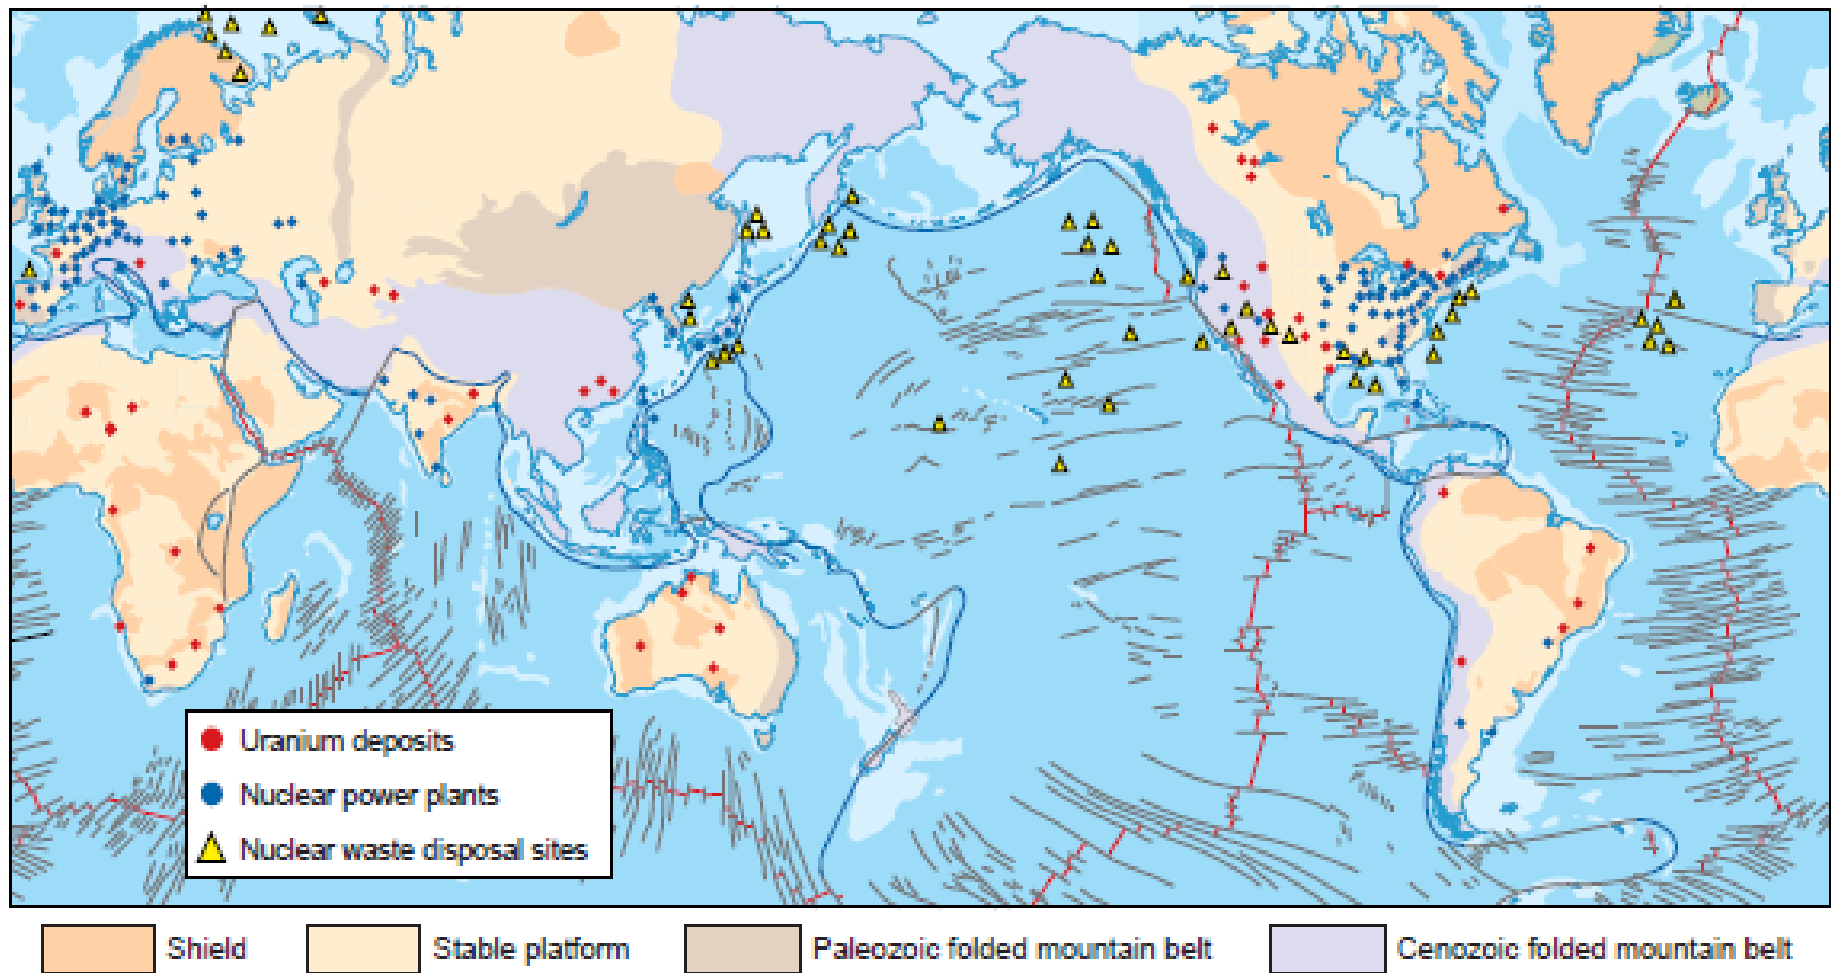 Uranium deposits
Nuclear power plants
Nuclear waste disposal sites
Shield
Stable platform
Paleozoic folded mountain belt
Cenozoic folded mountain belt